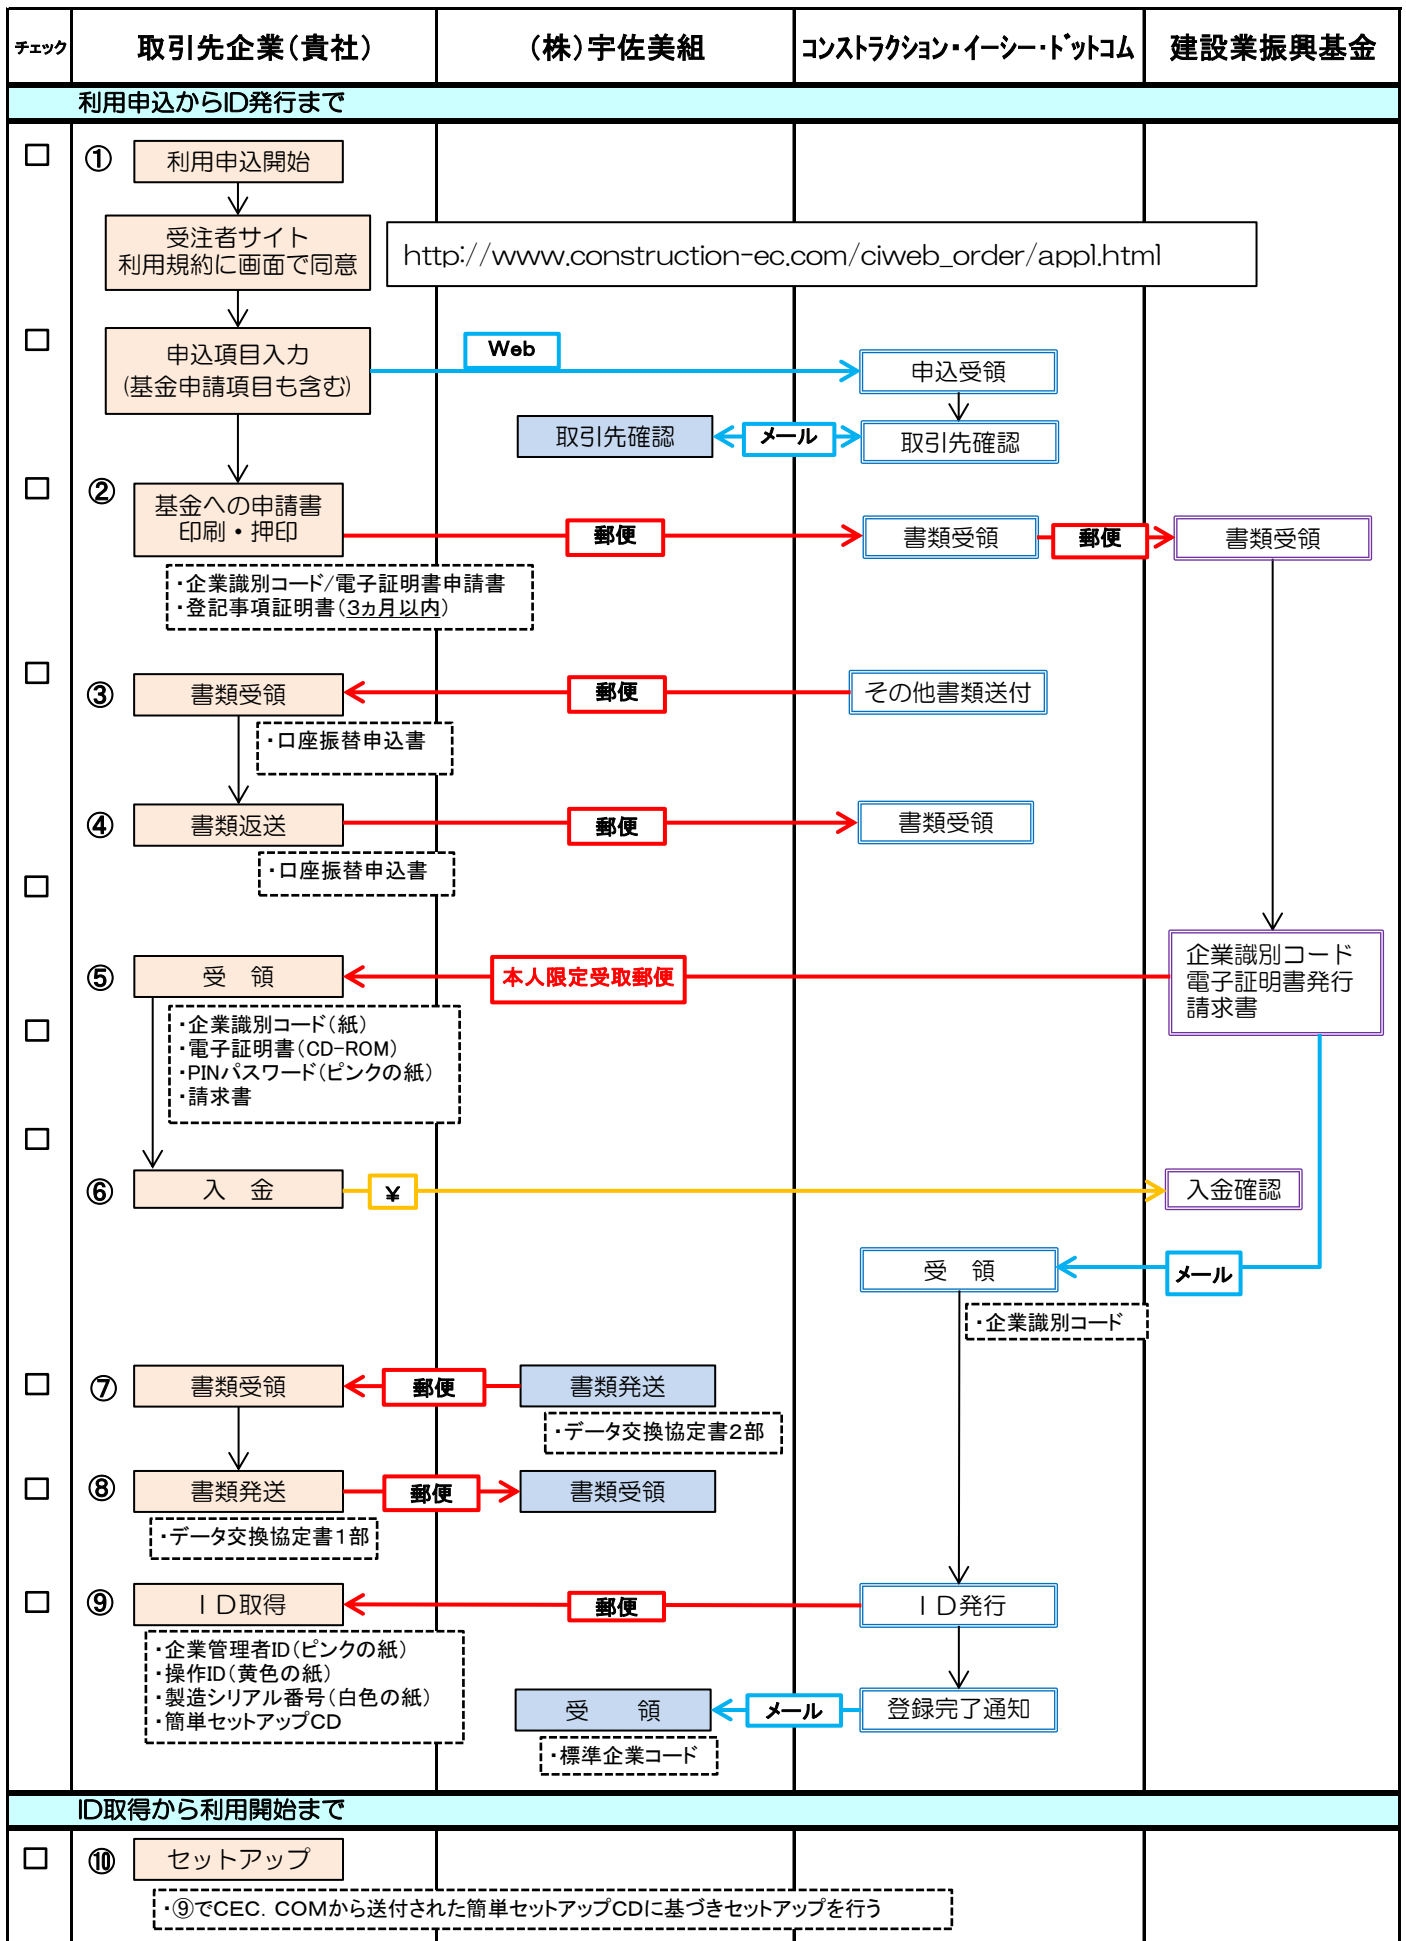 チェック
取引先企業(貴社)
(株)宇佐美組
コンストラクション・イーシー・ドットコム
建設業振興基金
利用申込からID発行まで
□
①
利用申込開始
受注者サイト
利用規約に画面で同意
http://www.construction-ec.com/ciweb_order/appl.html
□
申込項目入力
(基金申請項目も含む)
Web
申込受領
取引先確認
メール
取引先確認
□
②
基金への申請書
印刷・押印
郵便
書類受領
郵便
書類受領
・企業識別コード/電子証明書申請書
・登記事項証明書(3ヵ月以内)
□
③
書類受領
郵便
その他書類送付
・口座振替申込書
④
書類返送
郵便
書類受領
・口座振替申込書
□
⑤
受 領
本人限定受取郵便
企業識別コード
電子証明書発行
請求書
□
・企業識別コード(紙)
・電子証明書(CD-ROM)
・PINパスワード(ピンクの紙)
・請求書
□
⑥
入 金
¥
入金確認
受 領
メール
・企業識別コード
□
⑦
書類受領
郵便
書類発送
・データ交換協定書2部
□
⑧
書類発送
郵便
書類受領
・データ交換協定書1部
□
⑨
ID取得
郵便
ID発行
・企業管理者ID(ピンクの紙)
・操作ID(黄色の紙)
・製造シリアル番号(白色の紙)
・簡単セットアップCD
受 領
メール
登録完了通知
・標準企業コード
ID取得から利用開始まで
□
⑩
セットアップ
・⑨でCEC.COMから送付された簡単セットアップCDに基づきセットアップを行う